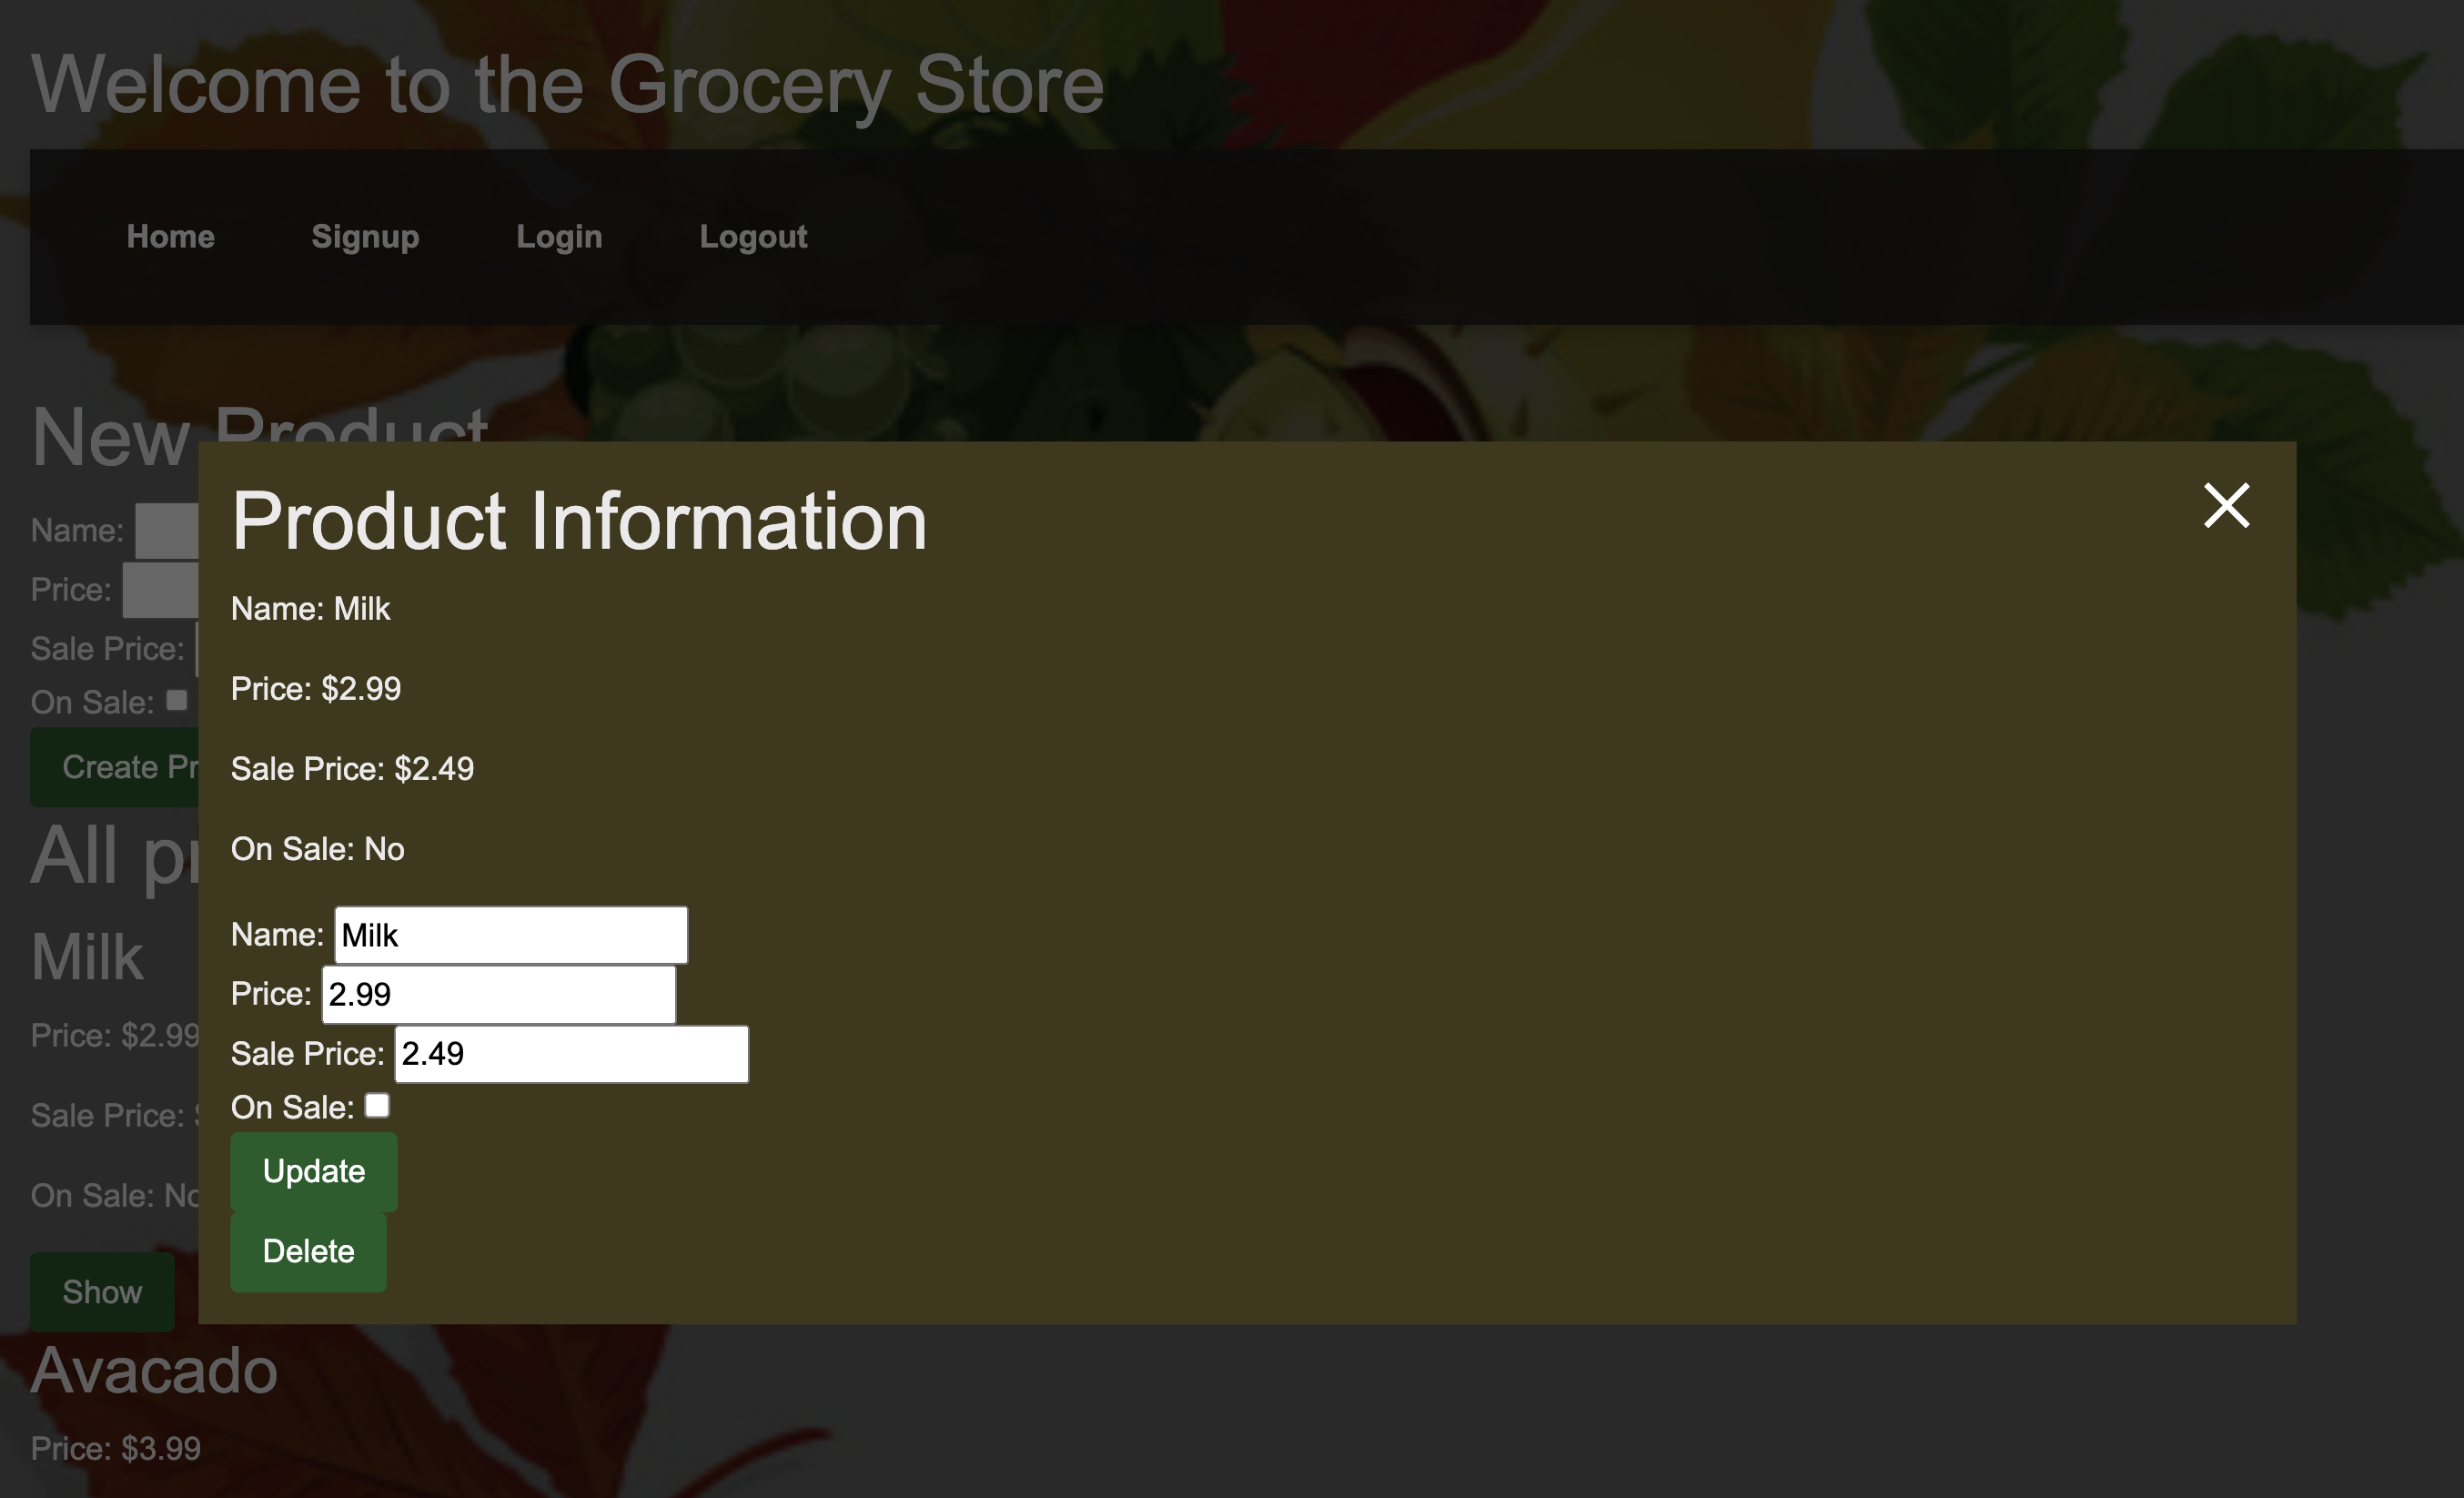 Welcome to the Grocery Store
Home Signup Login Logout
New Product
Name:
Price:
Sale Price:
On Sale:
Create Pr
All pr
Milk
Price: $2.99
Sale Price:
On Sale: No
Show
Avacado
Price: $3.99
Product Information
Name: Milk
Price: $2.99
Sale Price: $2.49
On Sale: No
Name: Milk
Price: 2.99
Sale Price: 2.49
On Sale:
Update
Delete